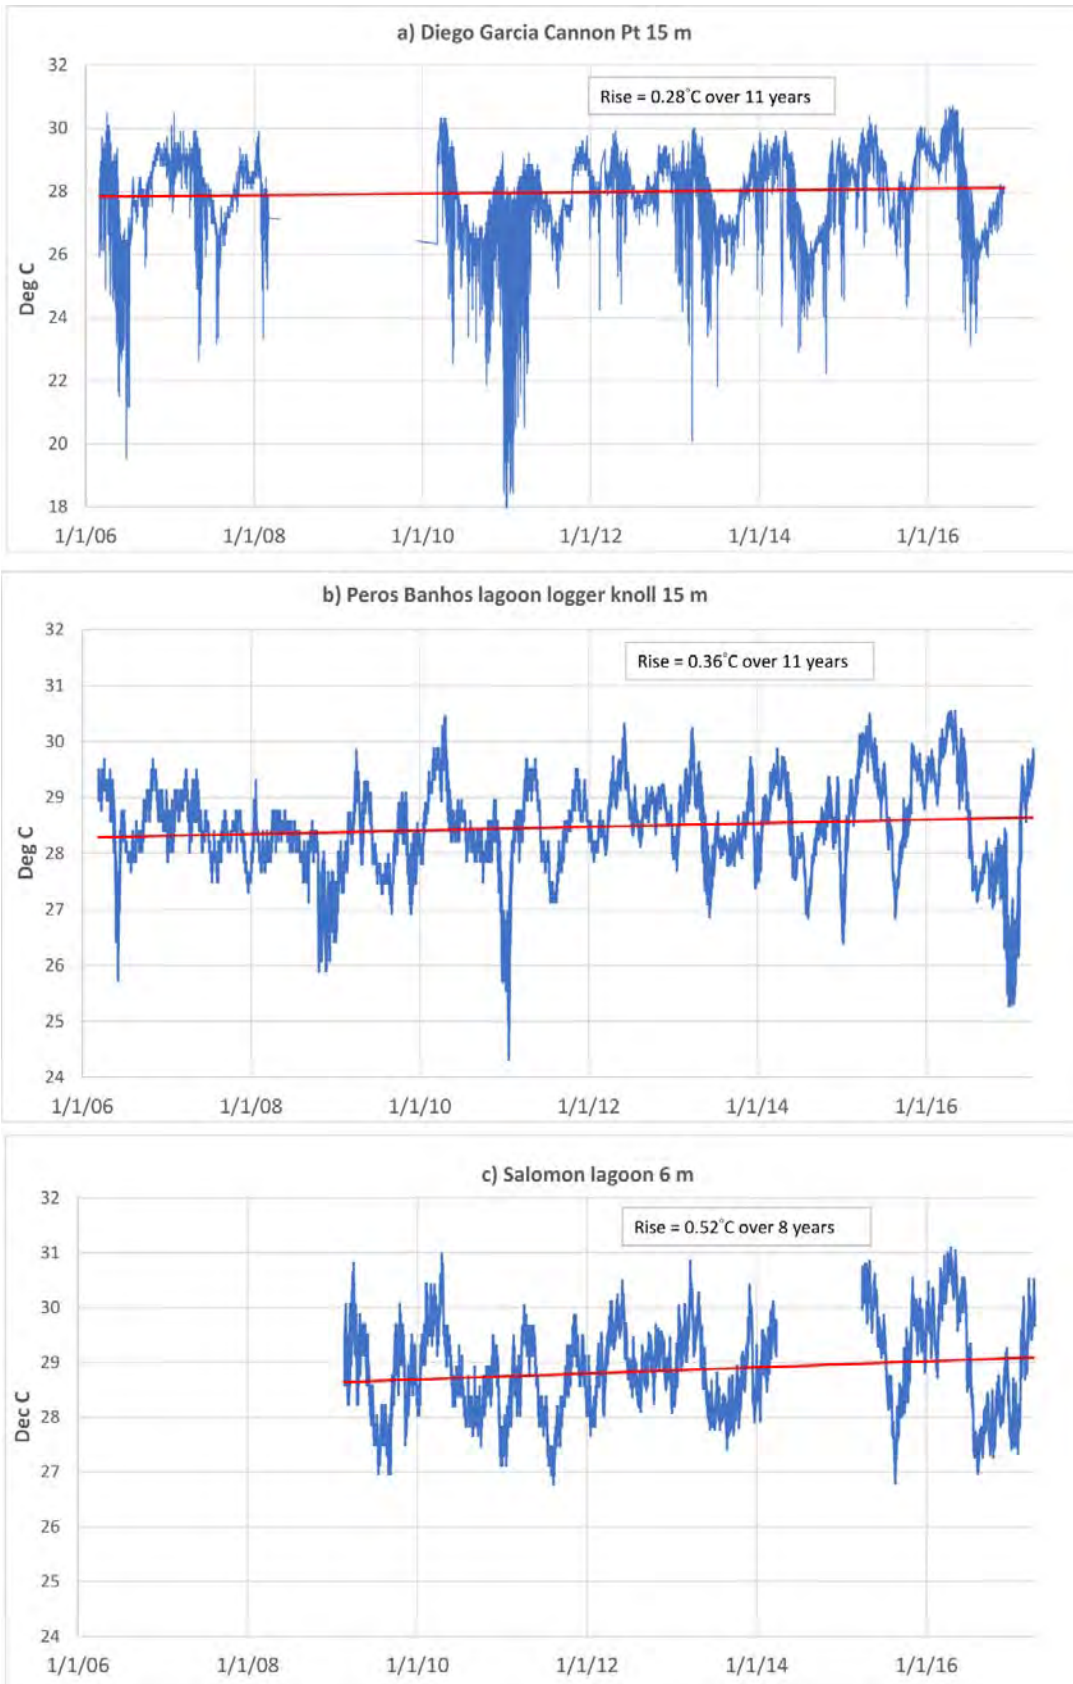 a) Diego Garcia Cannon Pt 15 m
Rise = 0.28°C over 11 years
Deg C
32
30
28
26
24
22
20
18
1/1/06 1/1/08 1/1/10 1/1/12 1/1/14 1/1/16
b) Peros Banhos lagoon logger knoll 15 m
Rise = 0.36°C over 11 years
Deg C
32
31
30
29
28
27
26
25
24
1/1/06 1/1/08 1/1/10 1/1/12 1/1/14 1/1/16
c) Salomon lagoon 6 m
Rise = 0.52°C over 8 years
Dec C
32
31
30
29
28
27
26
25
24
1/1/06 1/1/08 1/1/10 1/1/12 1/1/14 1/1/16